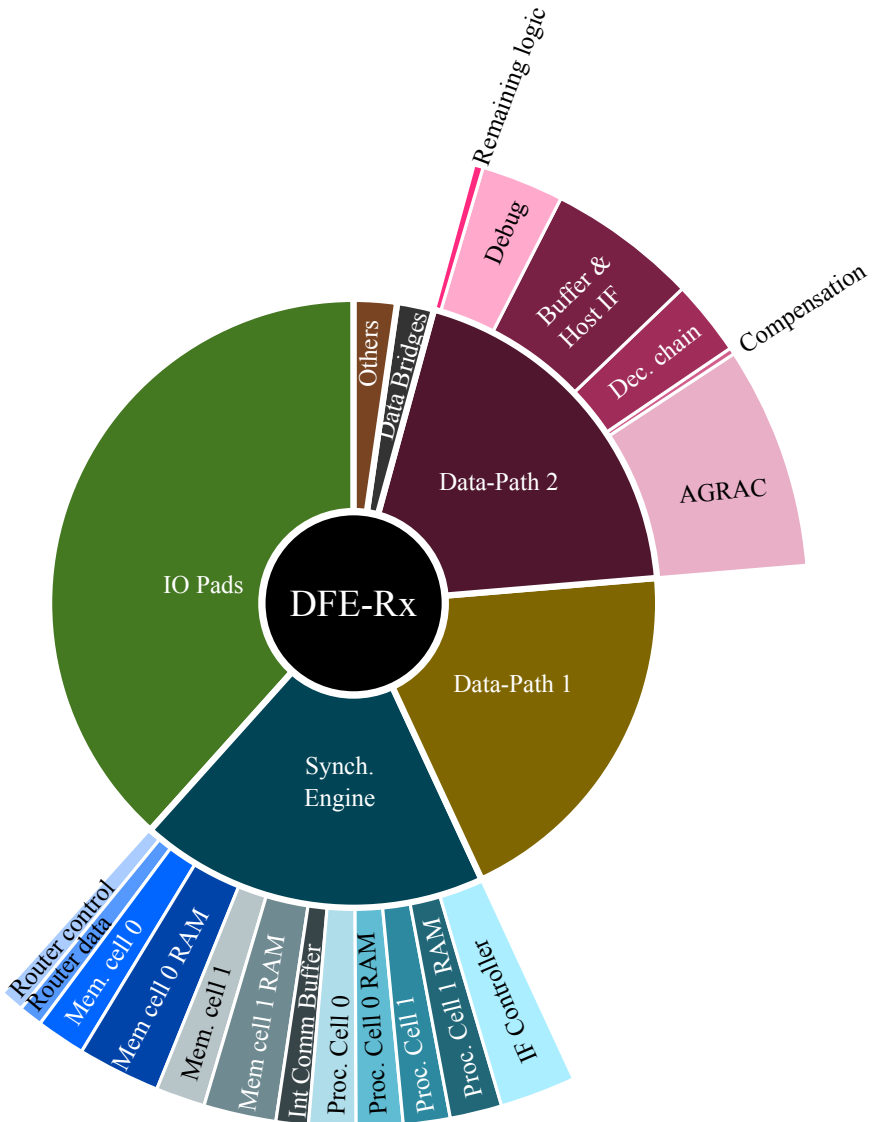 Remaining logic
Debug
Buffer &
Host IF
Dec. chain
Compensation
AGRAC
Others
Data Bridges
Data-Path 2
IO Pads
DFE-Rx
Data-Path 1
Synch.
Engine
Router control
Router data
Mem. cell 0
Mem cell 0 RAM
Mem. cell 1
Mem cell 1 RAM
Int Comm Buffer
Proc. Cell 0
Proc. Cell 0 RAM
Proc. Cell 1
Proc. Cell 1 RAM
IF Controller